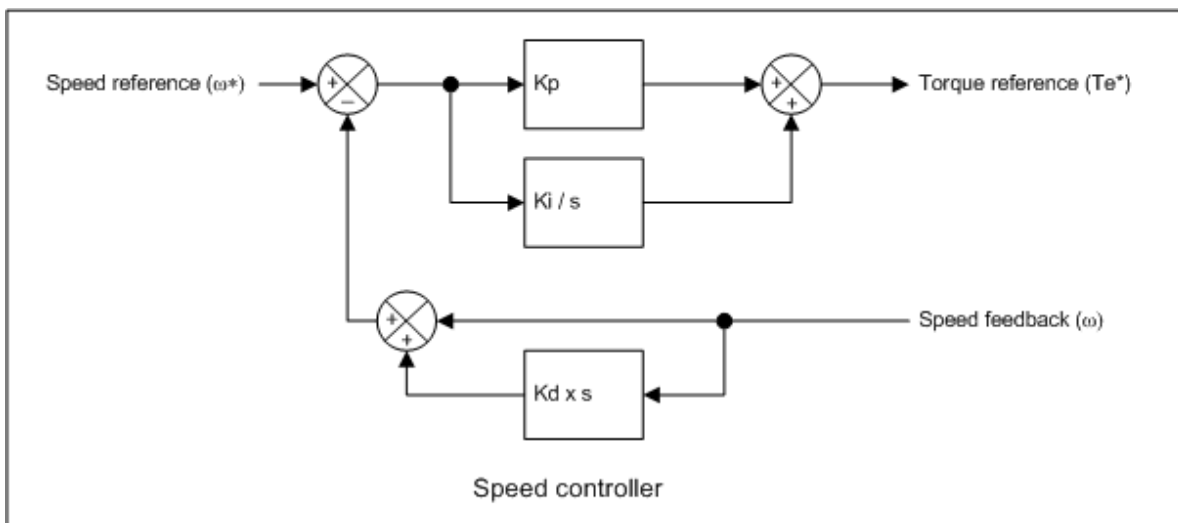 Speed reference (ω*)
+
−
Kp
+
+
Torque reference (Te*)
Ki / s
+
+
Speed feedback (ω)
Kd x s
Speed controller